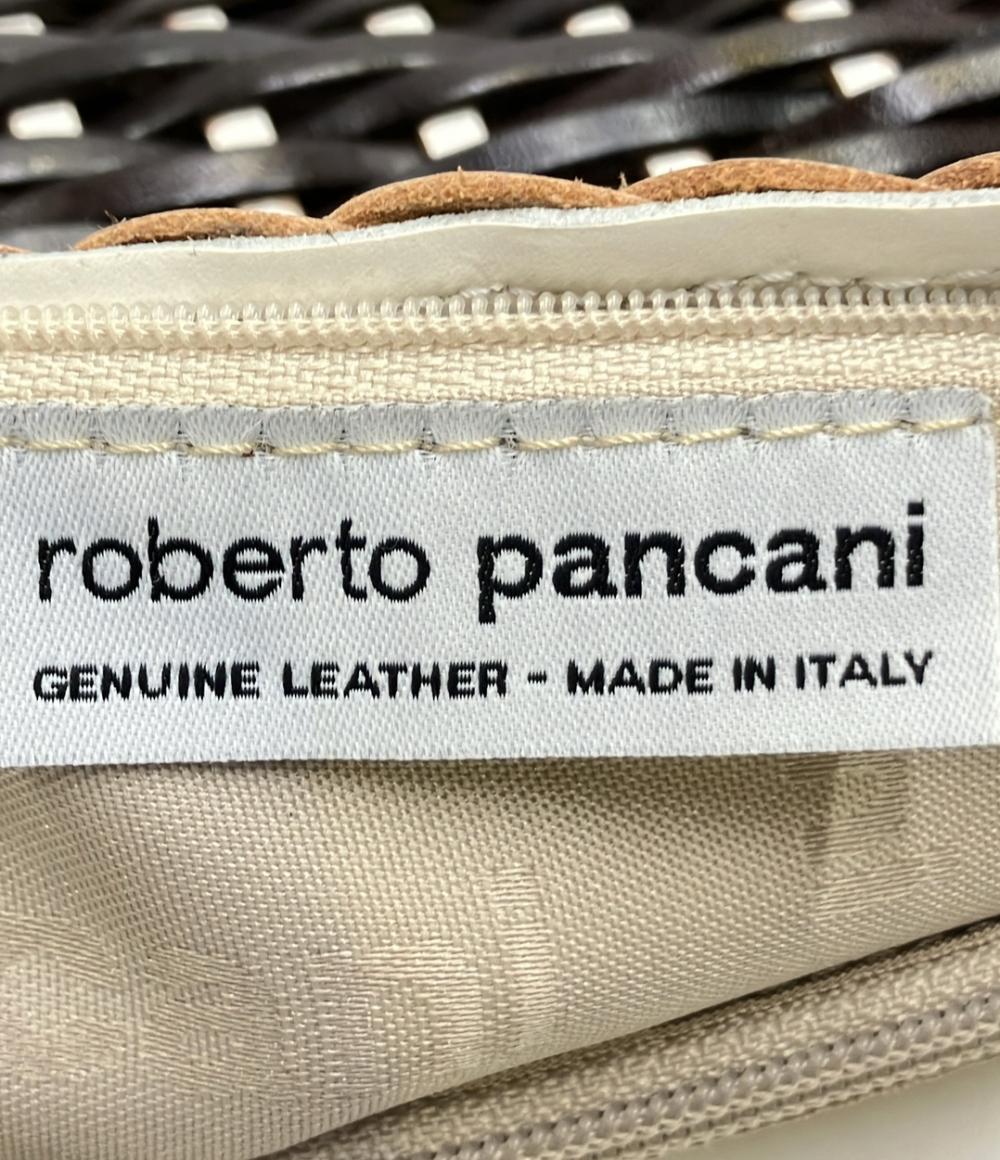 roberto pancani
GENUINE LEATHER - MADE IN ITALY